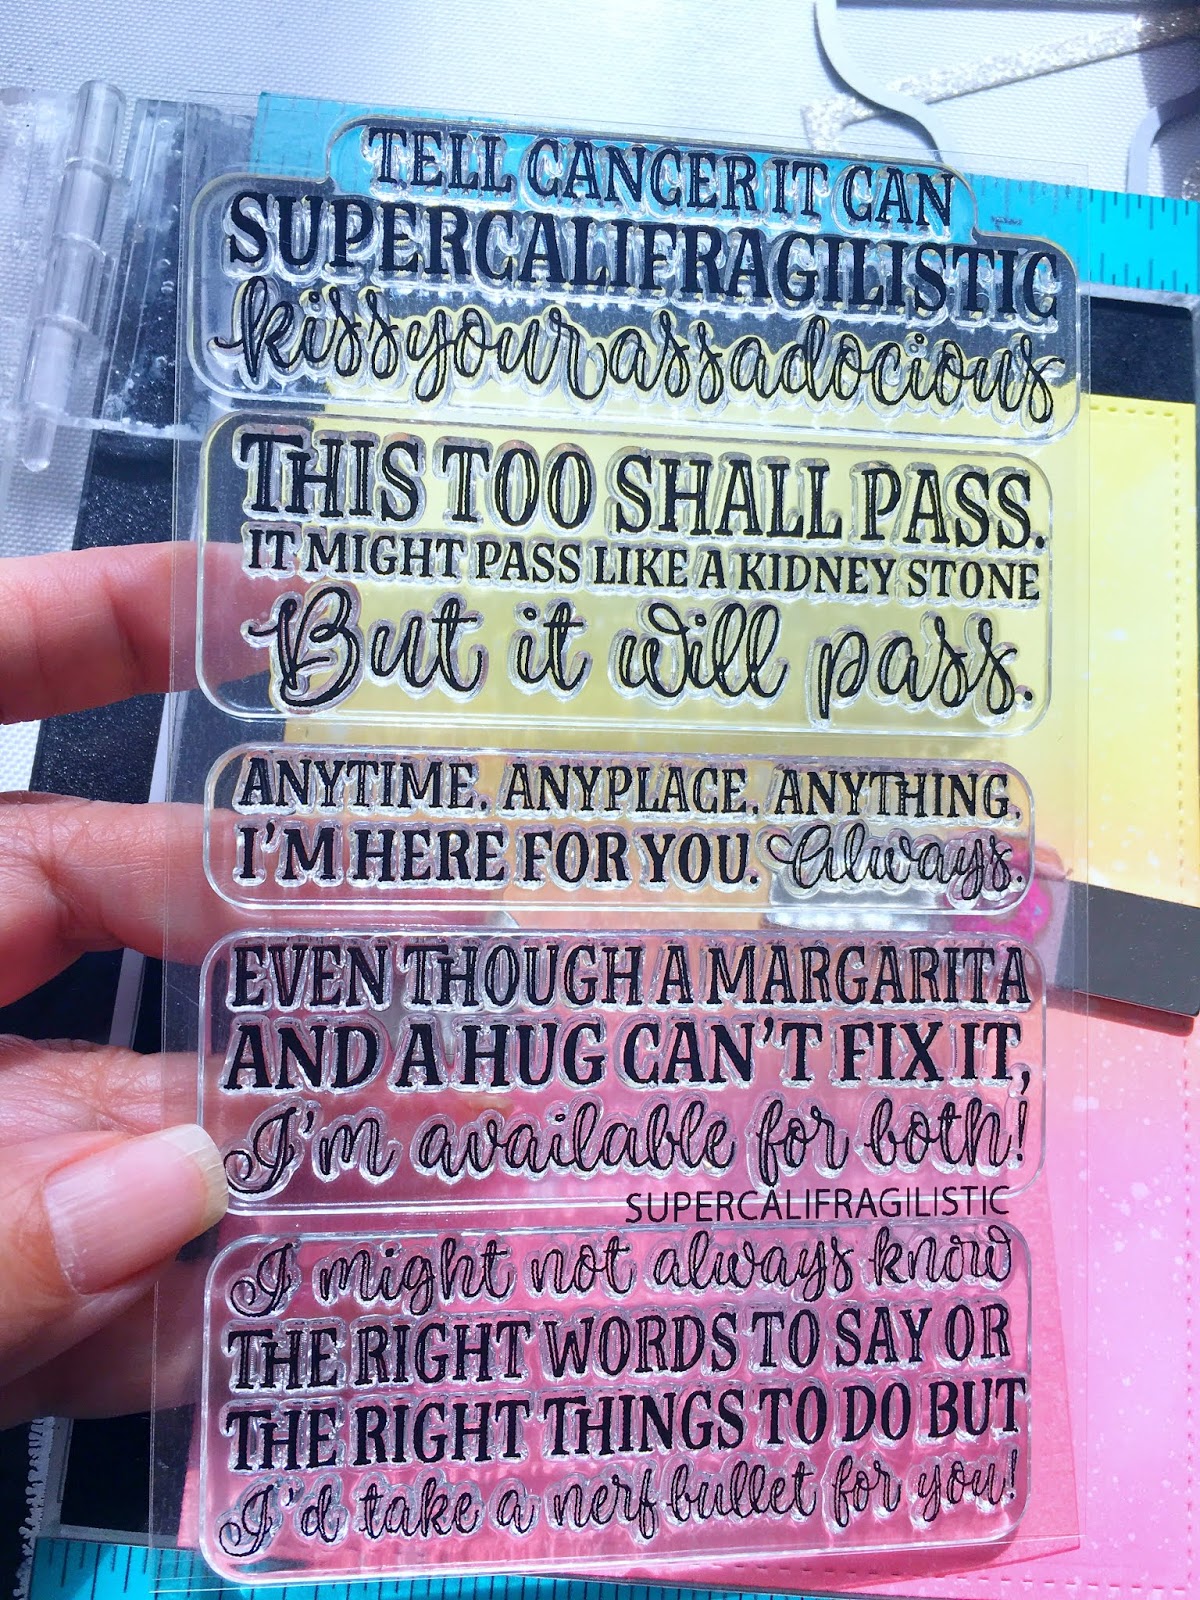 TELL CANCER IT CAN
SUPERCALIFRAGILISTIC
kissyourassadocious
THIS TOO SHALL PASS.
IT MIGHT PASS LIKE A KIDNEY STONE
But it will pass.
ANYTIME. ANYPLACE. ANYTHING.
I'M HERE FOR YOU. Always.
EVEN THOUGH A MARGARITA
AND A HUG CAN'T FIX IT,
I'm available for both!
SUPERCALIFRAGILISTIC
I might not always know
THE RIGHT WORDS TO SAY OR
THE RIGHT THINGS TO DO BUT
I'd take a nerf bullet for you!